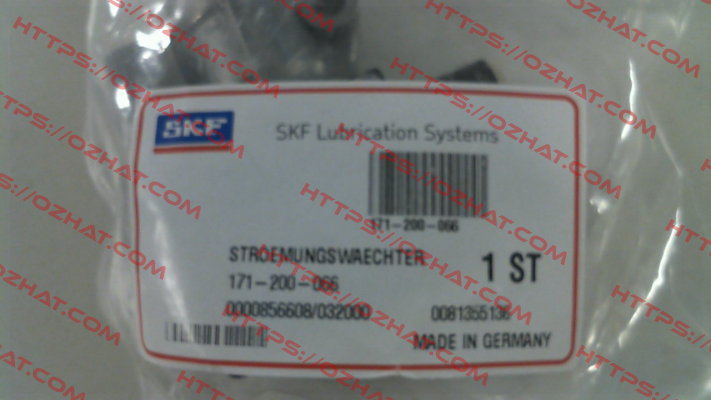 SKF SKF Lubrication Systems
171-200-066
STROEMUNGSWAECHTER
1 ST
171-200-066
0000856608/032000 0081355136
MADE IN GERMANY
HTTPS://OZHAT.COM